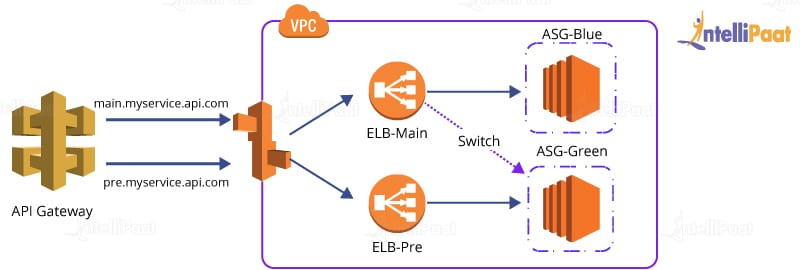 VPC
ASG-Blue
IntelliPaat
main.myservice.api.com
ELB-Main
Switch
ASG-Green
pre.myservice.api.com
API Gateway
ELB-Pre